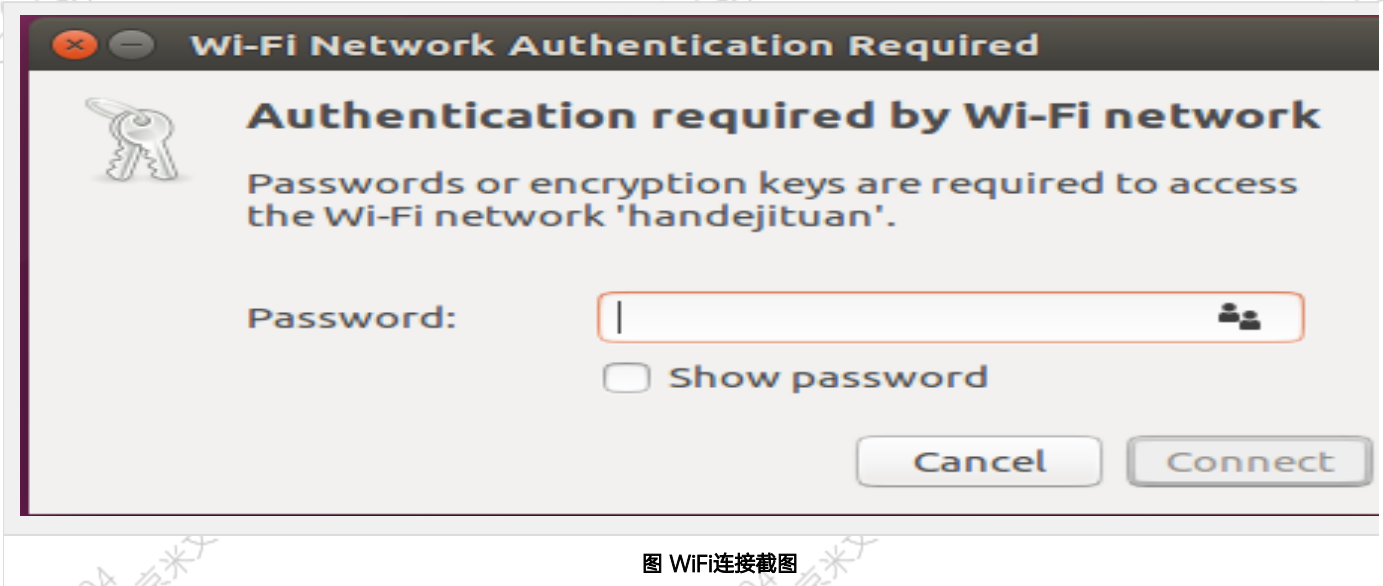 Wi-Fi Network Authentication Required
Authentication required by Wi-Fi network
Passwords or encryption keys are required to access
the Wi-Fi network 'handejituan'.
Password:
Show password
Cancel
Connect
图 WiFi连接截图